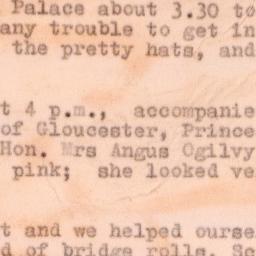 Palace about 3.30 to
any trouble to get in
the pretty hats, and
t 4 p.m., accompanie
of Gloucester, Prince
Hon. Mrs Angus Ogilvy
pink; she looked ve
t and we helped ourse
d of bridge rolls. Sc